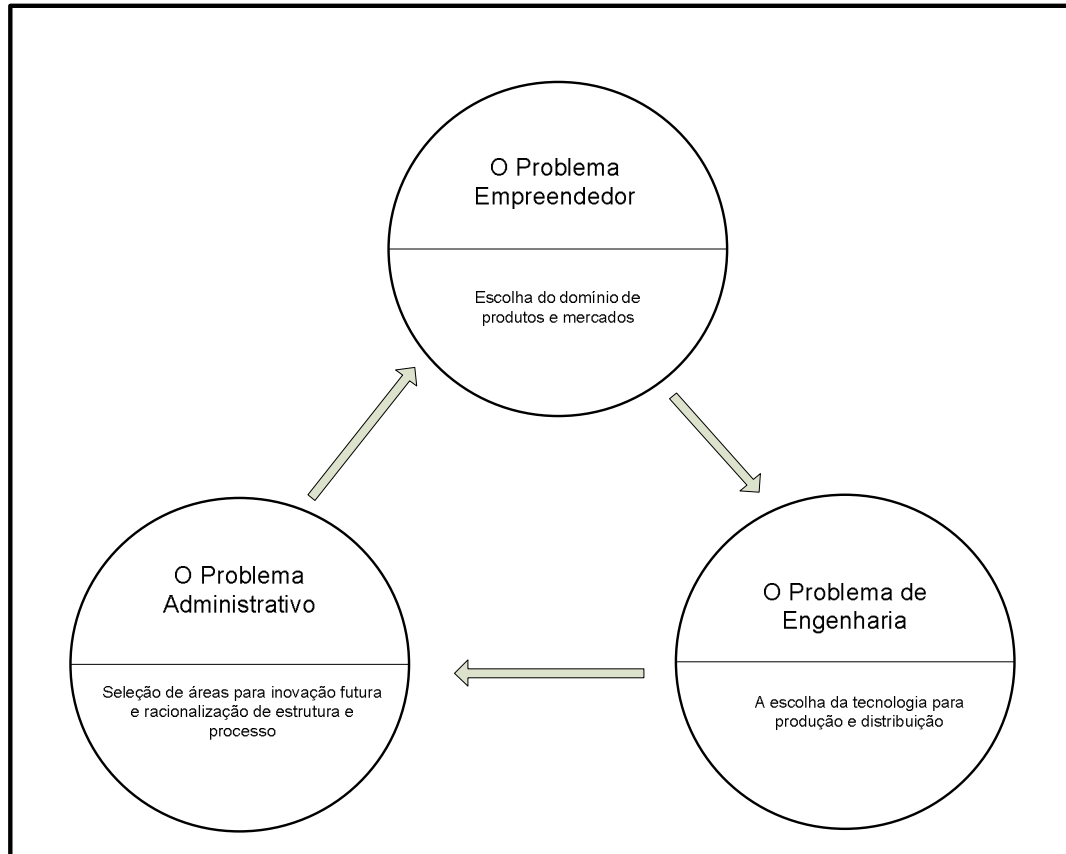 O Problema
Empreendedor
Escolha do domínio de
produtos e mercados
O Problema
Administrativo
Seleção de áreas para inovação futura
e racionalização de estrutura e
processo
O Problema de
Engenharia
A escolha da tecnologia para
produção e distribuição